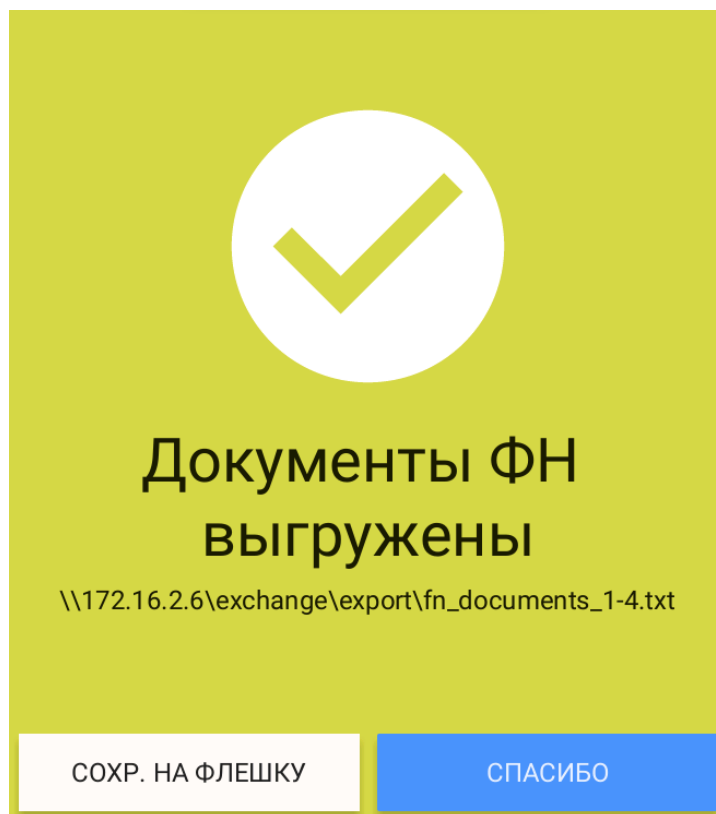 Документы ФН
выгружены
\\172.16.2.6\exchange\export\fn_documents_1-4.txt
СОХР. НА ФЛЕШКУ
СПАСИБО